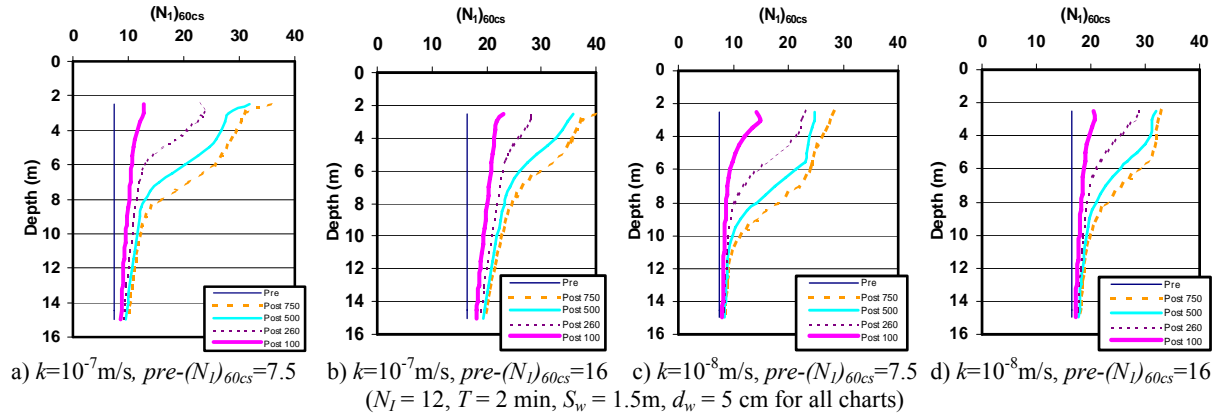 (N₁)₆₀cs
0 10 20 30 40
0
2
4
6
8
10
12
14
16
Depth (m)
Pre
Post 750
Post 500
Post 260
Post 100
(N₁)₆₀cs
0 10 20 30 40
0
2
4
6
8
10
12
14
16
Depth (m)
Pre
Post 750
Post 500
Post 260
Post 100
(N₁)₆₀cs
0 10 20 30 40
0
2
4
6
8
10
12
14
16
Depth (m)
Pre
Post 750
Post 500
Post 260
Post 100
(N₁)₆₀cs
0 10 20 30 40
0
2
4
6
8
10
12
14
16
Depth (m)
Pre
Post 750
Post 500
Post 260
Post 100
a) k=10⁻⁷m/s, pre-(N₁)₆₀cs=7.5 b) k=10⁻⁷m/s, pre-(N₁)₆₀cs=16 c) k=10⁻⁸m/s, pre-(N₁)₆₀cs=7.5 d) k=10⁻⁸m/s, pre-(N₁)₆₀cs=16
(N_I = 12, T = 2 min, S_w = 1.5m, d_w = 5 cm for all charts)